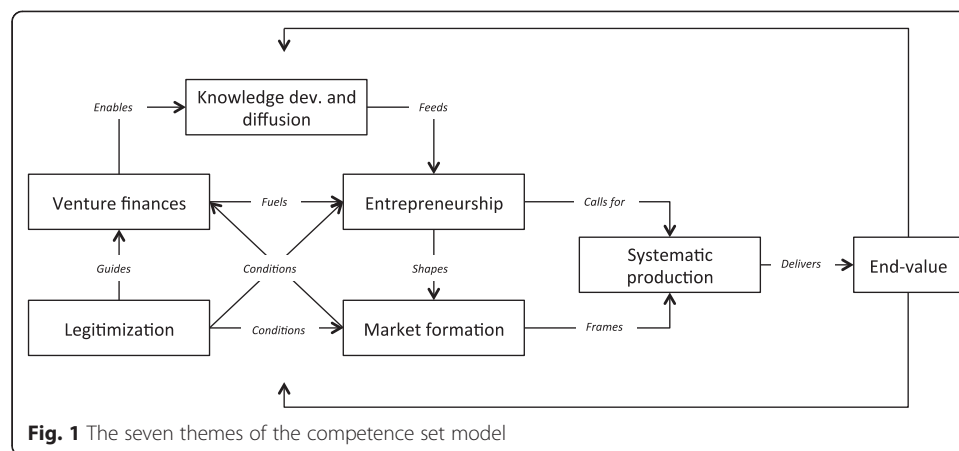 Knowledge dev. and
diffusion
Enables
Feeds
Venture finances
Fuels
Entrepreneurship
Calls for
Systematic
production
Delivers
End-value
Guides
Conditions
Shapes
Legitimization
Conditions
Market formation
Frames
Fig. 1 The seven themes of the competence set model